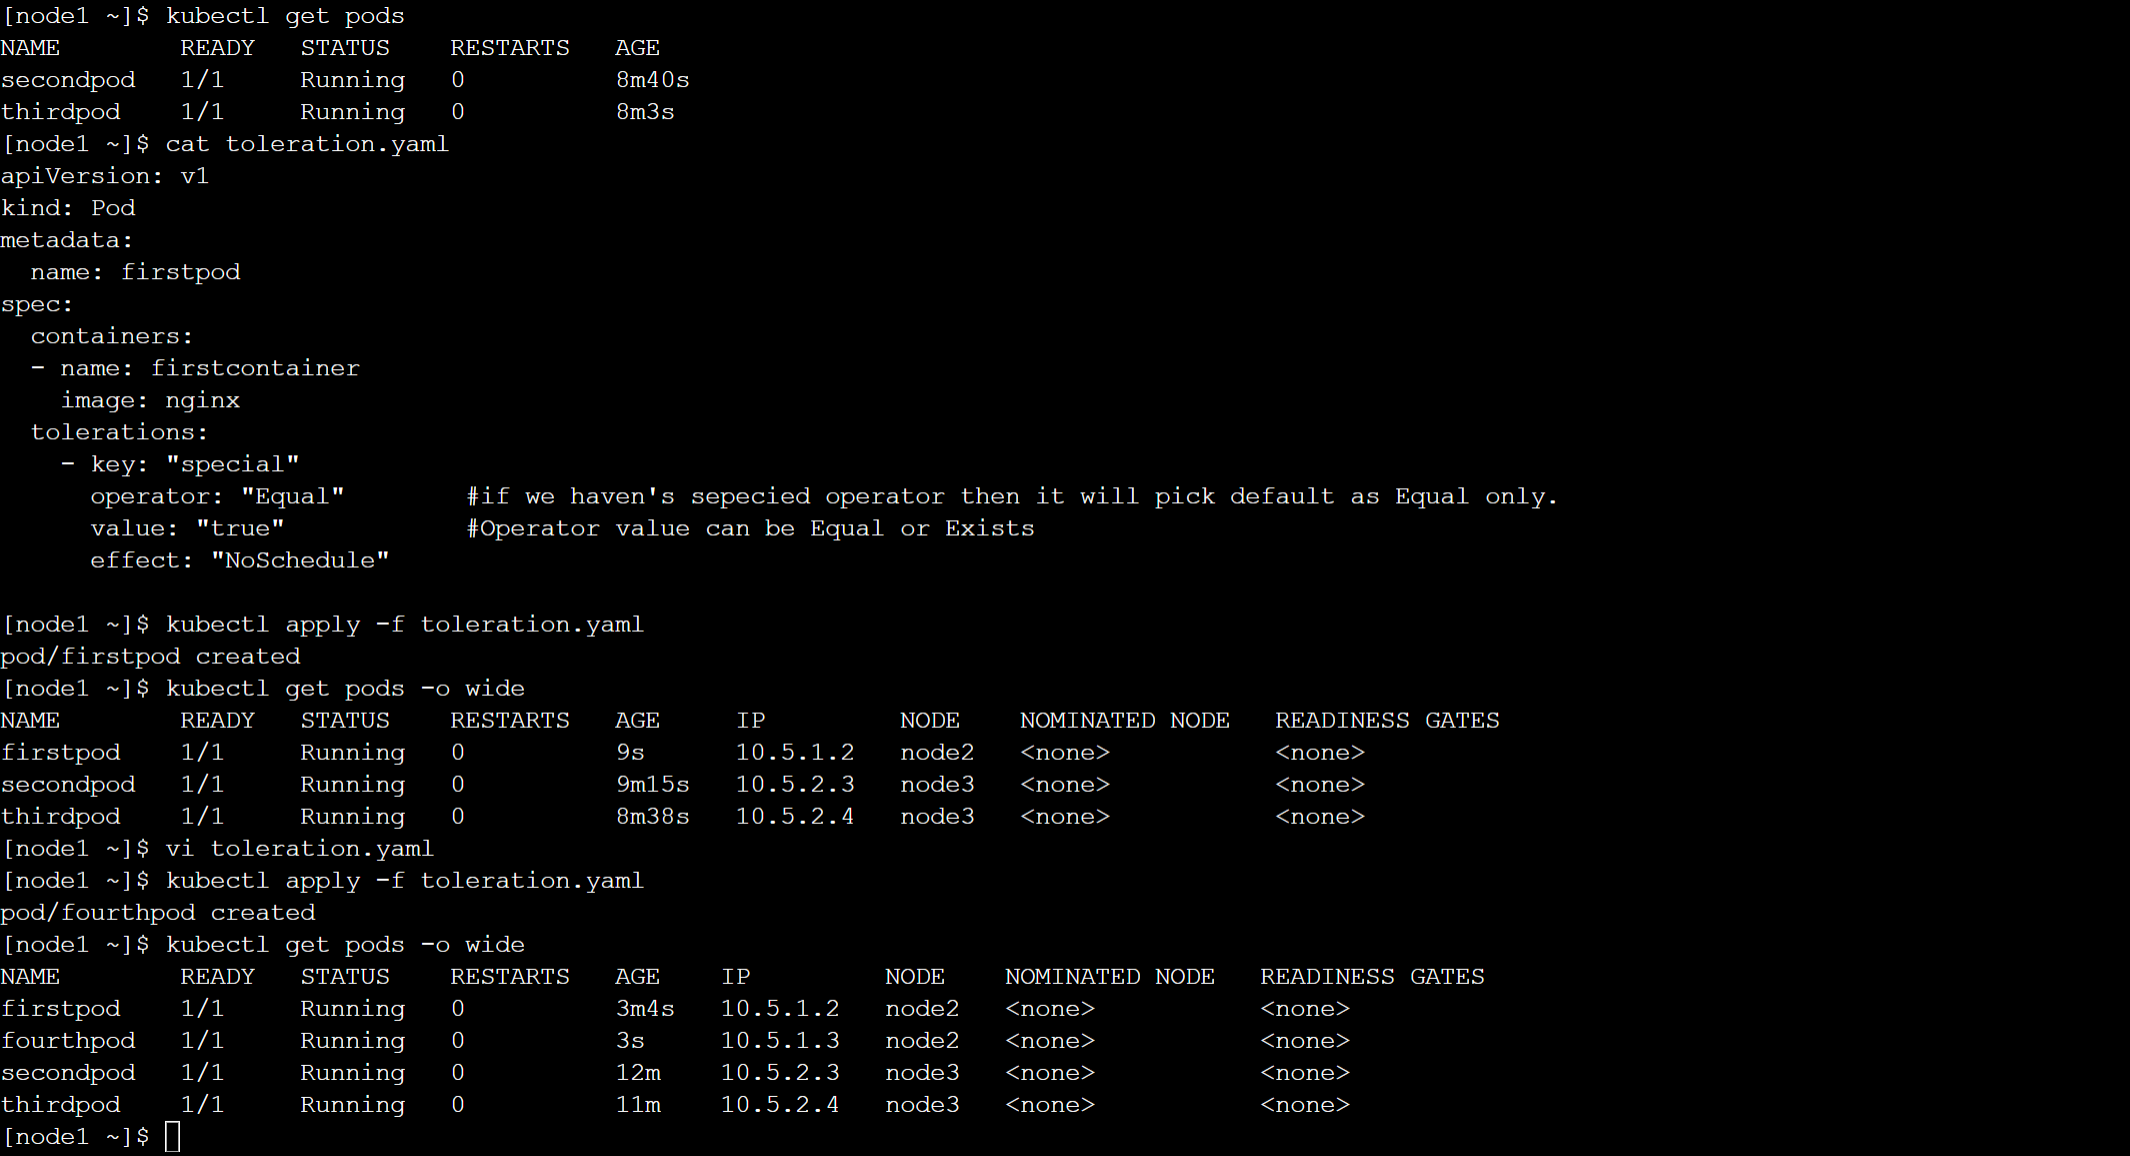 [node1 ~]$ kubectl get pods
NAME        READY   STATUS    RESTARTS   AGE
secondpod   1/1     Running   0          8m40s
thirdpod    1/1     Running   0          8m3s
[node1 ~]$ cat toleration.yaml
apiVersion: v1
kind: Pod
metadata:
  name: firstpod
spec:
  containers:
  - name: firstcontainer
    image: nginx
  tolerations:
    - key: "special"
      operator: "Equal"        #if we haven's sepecied operator then it will pick default as Equal only.
      value: "true"            #Operator value can be Equal or Exists
      effect: "NoSchedule"

[node1 ~]$ kubectl apply -f toleration.yaml
pod/firstpod created
[node1 ~]$ kubectl get pods -o wide
NAME        READY   STATUS    RESTARTS   AGE     IP         NODE    NOMINATED NODE   READINESS GATES
firstpod    1/1     Running   0          9s      10.5.1.2   node2   <none>           <none>
secondpod   1/1     Running   0          9m15s   10.5.2.3   node3   <none>           <none>
thirdpod    1/1     Running   0          8m38s   10.5.2.4   node3   <none>           <none>
[node1 ~]$ vi toleration.yaml
[node1 ~]$ kubectl apply -f toleration.yaml
pod/fourthpod created
[node1 ~]$ kubectl get pods -o wide
NAME        READY   STATUS    RESTARTS   AGE    IP         NODE    NOMINATED NODE   READINESS GATES
firstpod    1/1     Running   0          3m4s   10.5.1.2   node2   <none>           <none>
fourthpod   1/1     Running   0          3s     10.5.1.3   node2   <none>           <none>
secondpod   1/1     Running   0          12m    10.5.2.3   node3   <none>           <none>
thirdpod    1/1     Running   0          11m    10.5.2.4   node3   <none>           <none>
[node1 ~]$